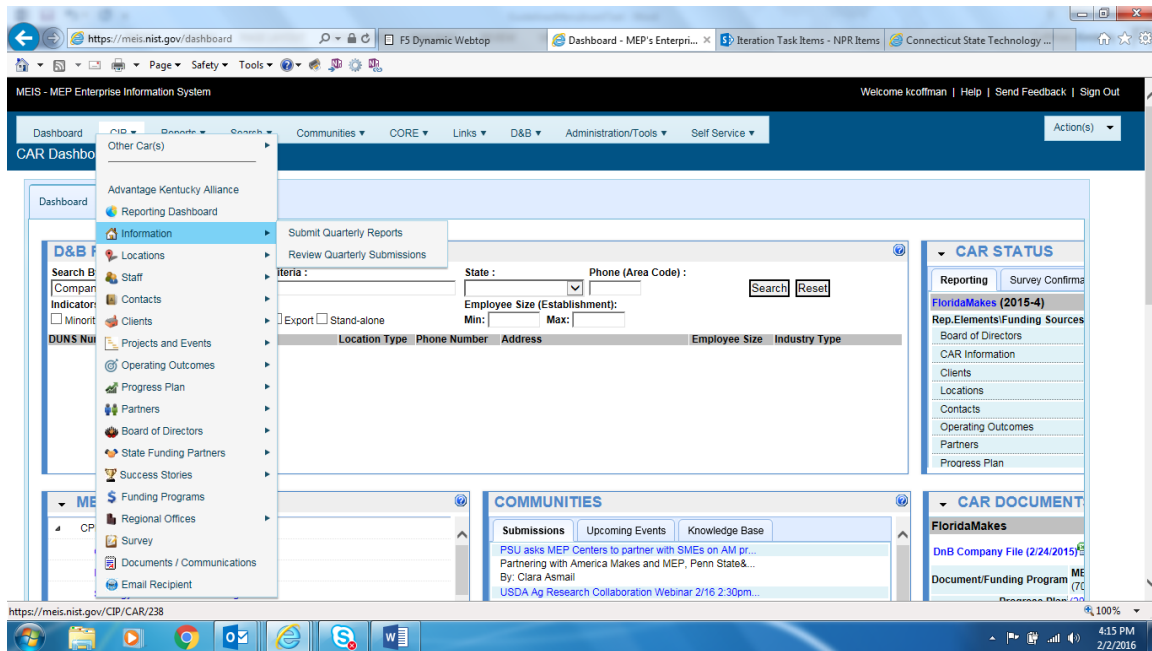 https://meis.nist.gov/dashboard
F5 Dynamic Webtop
Dashboard - MEP's Enterpri...
Iteration Task Items - NPR Items
Connecticut State Technology ...
Page Safety Tools
MEIS - MEP Enterprise Information System
Welcome kcoffman | Help | Send Feedback | Sign Out
Dashboard CIP Reports Search Communities CORE Links D&B Administration/Tools Self Service
Action(s)
CAR Dashbo
Other Car(s)
Advantage Kentucky Alliance
Reporting Dashboard
Information
Locations
Staff
Contacts
Clients
Projects and Events
Operating Outcomes
Progress Plan
Partners
Board of Directors
State Funding Partners
Success Stories
Funding Programs
Regional Offices
Survey
Documents / Communications
Email Recipient
Submit Quarterly Reports
Review Quarterly Submissions
Dashboard
D&B
Search B
iteria :
State :
Phone (Area Code) :
Compan
Search Reset
Indicator
Employee Size (Establishment):
Minorit
Export Stand-alone
Min: Max:
DUNS Nu
Location Type Phone Number Address Employee Size Industry Type
CAR STATUS
Reporting Survey Confirma
FloridaMakes (2015-4)
Rep.Elements\Funding Sources
Board of Directors
CAR Information
Clients
Locations
Contacts
Operating Outcomes
Partners
Progress Plan
ME
CP
COMMUNITIES
Submissions Upcoming Events Knowledge Base
PSU asks MEP Centers to partner with SMEs on AM pr...
Partnering with America Makes and MEP, Penn State&...
By: Clara Asmail
USDA Ag Research Collaboration Webinar 2/16 2:30pm...
CAR DOCUMENT
FloridaMakes
DnB Company File (2/24/2015)
Document/Funding Program ME
(70
https://meis.nist.gov/CIP/CAR/238
100%
4:15 PM
2/2/2016